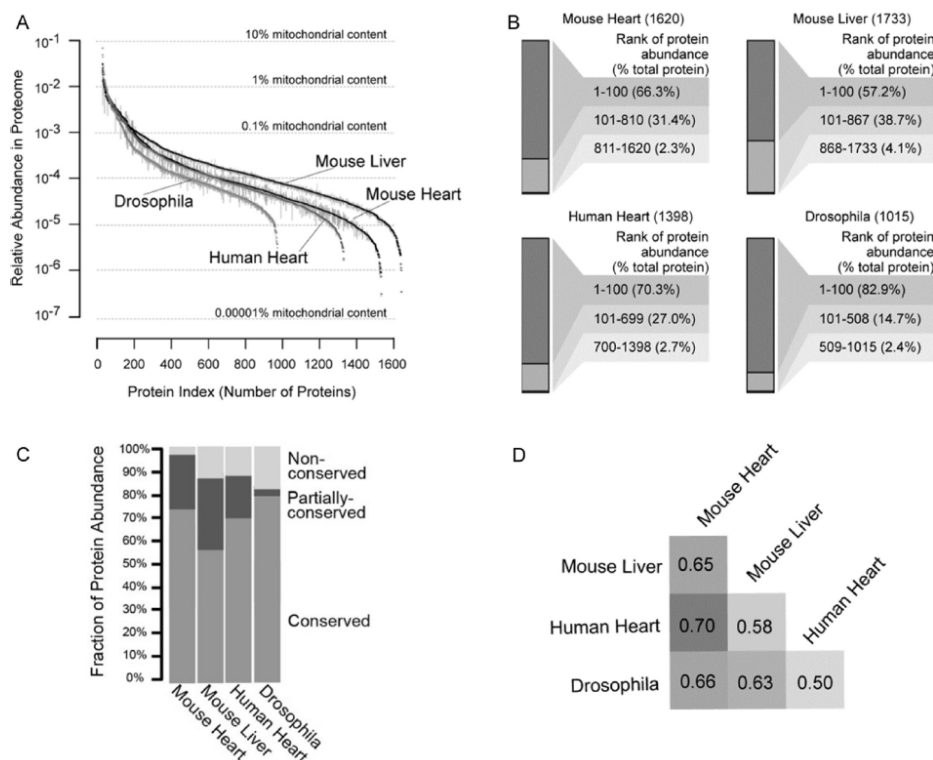 A
Relative Abundance in Proteome
10-1
10-2
10-3
10-4
10-5
10-6
10-7
10% mitochondrial content
1% mitochondrial content
0.1% mitochondrial content
0.00001% mitochondrial content
Mouse Liver
Mouse Heart
Drosophila
Human Heart
0 200 400 600 800 1000 1200 1400 1600
Protein Index (Number of Proteins)
B
Mouse Heart (1620)
Rank of protein
abundance
(% total protein)
1-100 (66.3%)
101-810 (31.4%)
811-1620 (2.3%)
Mouse Liver (1733)
Rank of protein
abundance
(% total protein)
1-100 (57.2%)
101-867 (38.7%)
868-1733 (4.1%)
Human Heart (1398)
Rank of protein
abundance
(% total protein)
1-100 (70.3%)
101-699 (27.0%)
700-1398 (2.7%)
Drosophila (1015)
Rank of protein
abundance
(% total protein)
1-100 (82.9%)
101-508 (14.7%)
509-1015 (2.4%)
C
Fraction of Protein Abundance
100%
90%
80%
70%
60%
50%
40%
30%
20%
10%
0%
Non-
conserved
Partially-
conserved
Conserved
Mouse Heart
Mouse Liver
Human Heart
Drosophila
D
Mouse Heart
Mouse Liver
Human Heart
Mouse Liver 0.65
Human Heart 0.70 0.58
Drosophila 0.66 0.63 0.50